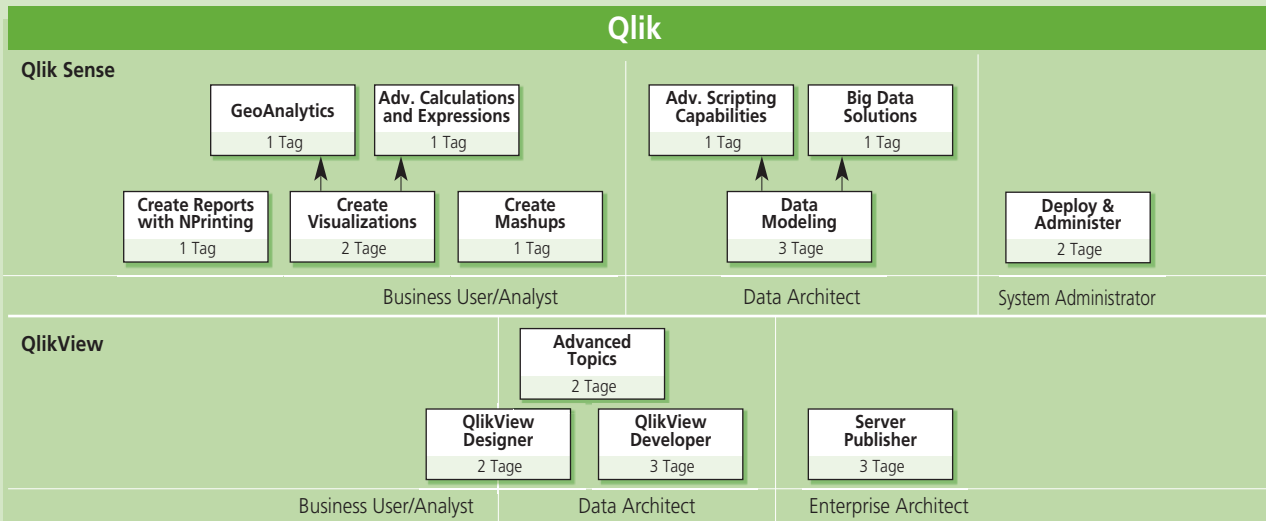 Qlik
Qlik Sense
GeoAnalytics
1 Tag
Adv. Calculations
and Expressions
1 Tag
Adv. Scripting
Capabilities
1 Tag
Big Data
Solutions
1 Tag
Create Reports
with NPrinting
1 Tag
Create
Visualizations
2 Tage
Create
Mashups
1 Tag
Data
Modeling
3 Tage
Deploy &
Administer
2 Tage
Business User/Analyst
Data Architect
System Administrator
QlikView
Advanced
Topics
2 Tage
QlikView
Designer
2 Tage
QlikView
Developer
3 Tage
Server
Publisher
3 Tage
Business User/Analyst
Data Architect
Enterprise Architect